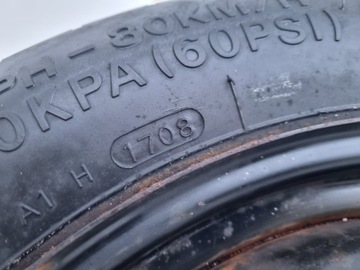 PH - 80KM/H
0KPA (60PSI)
A1 H 1708